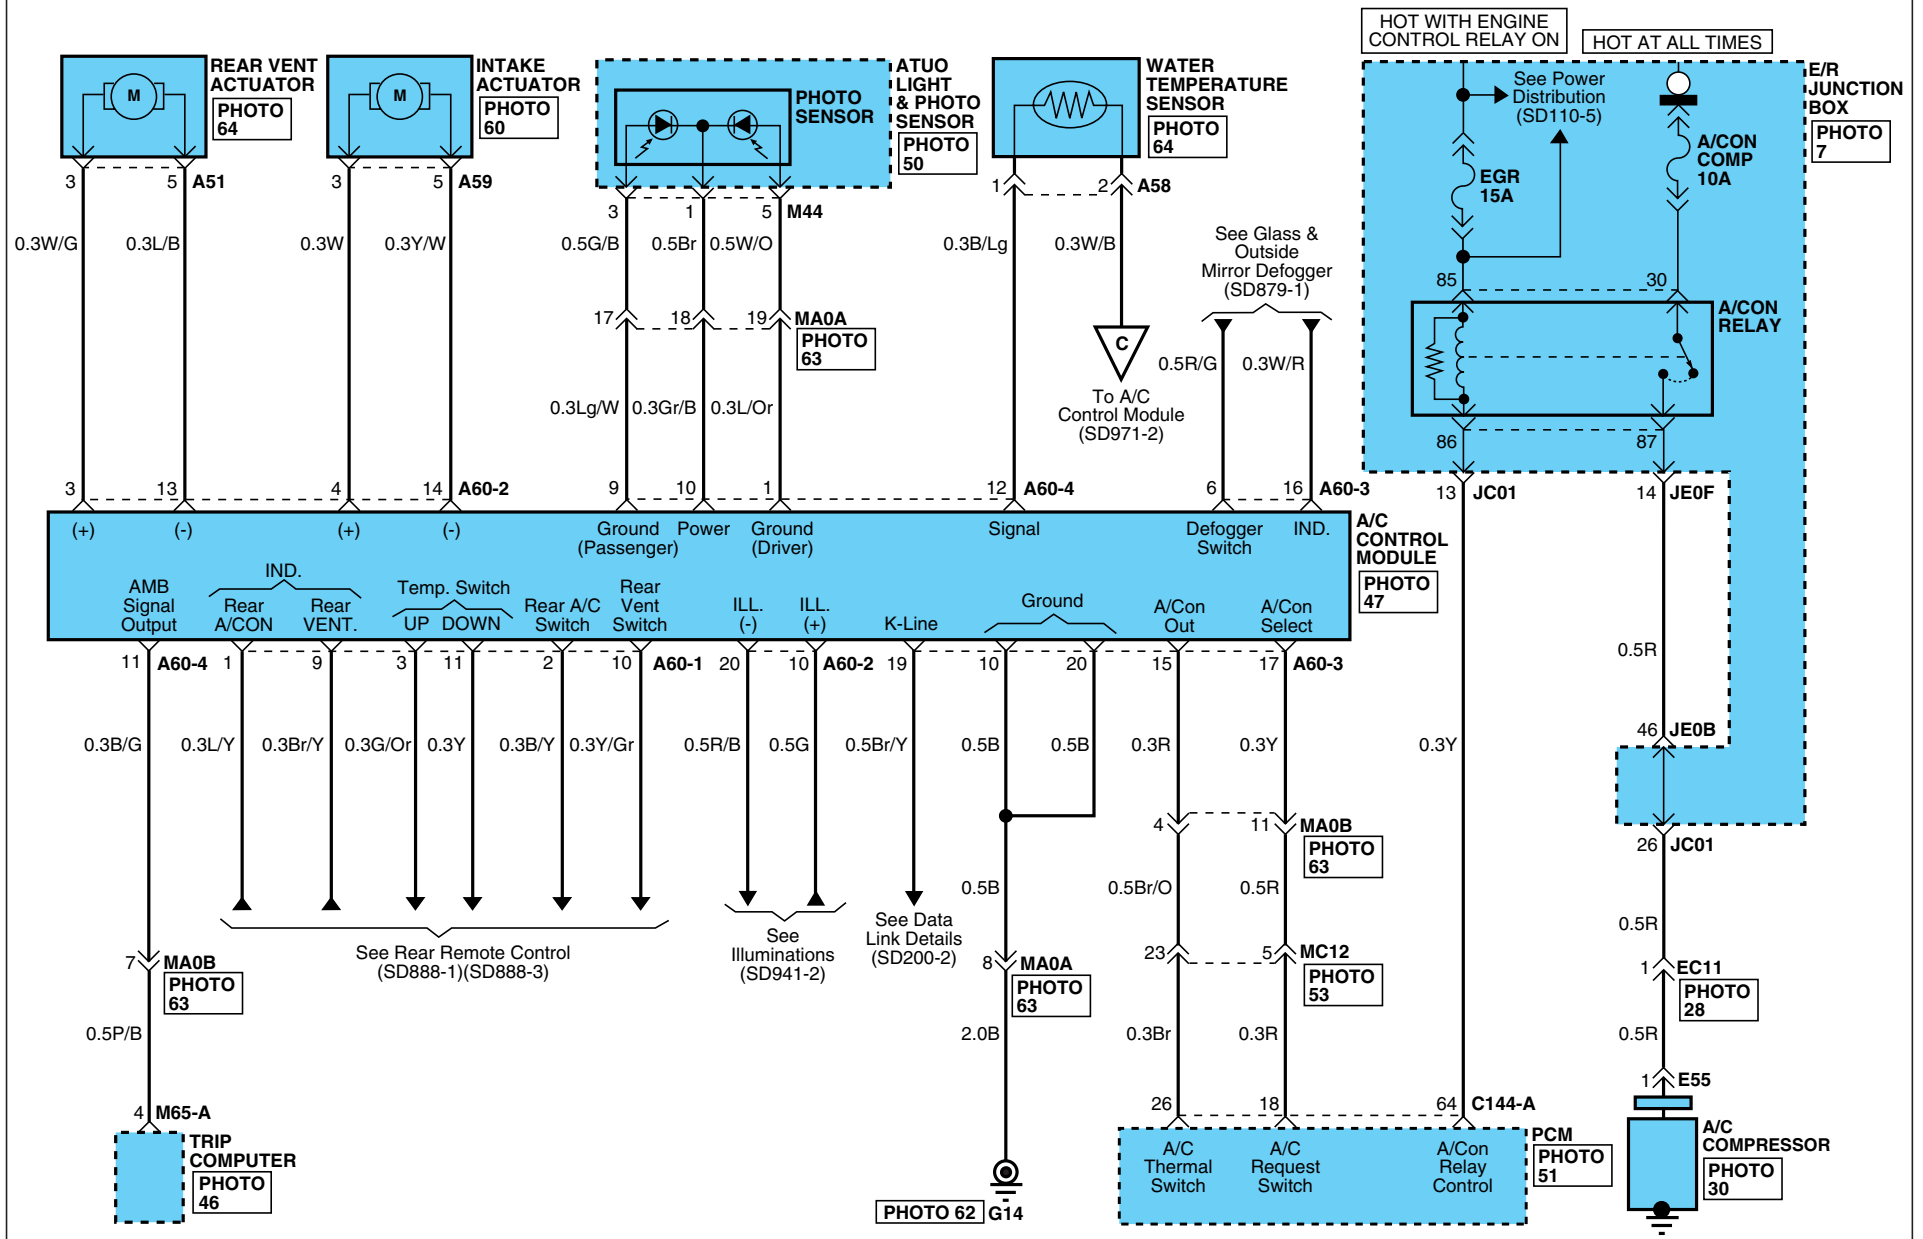 HOT WITH ENGINE
CONTROL RELAY ON
HOT AT ALL TIMES
REAR VENT
ACTUATOR
PHOTO
64
M
INTAKE
ACTUATOR
PHOTO
60
M
PHOTO
SENSOR
ATUO
LIGHT
& PHOTO
SENSOR
PHOTO
50
WATER
TEMPERATURE
SENSOR
PHOTO
64
See Power
Distribution
(SD110-5)
E/R
JUNCTION
BOX
PHOTO
7
EGR
15A
A/CON
COMP
10A
3
5
A51
3
5
A59
3
1
5
M44
1
2
A58
0.3W/G
0.3L/B
0.3W
0.3Y/W
0.5G/B
0.5Br
0.5W/O
0.3B/Lg
0.3W/B
See Glass &
Outside
Mirror Defogger
(SD879-1)
85
30
A/CON
RELAY
17
18
19
MA0A
PHOTO
63
C
To A/C
Control Module
(SD971-2)
0.5R/G
0.3W/R
0.3Lg/W
0.3Gr/B
0.3L/Or
86
87
3
13
4
14
A60-2
9
10
1
12
A60-4
6
16
A60-3
13
JC01
14
JE0F
(+)
(-)
(+)
(-)
Ground
(Passenger)
Power
Ground
(Driver)
Signal
Defogger
Switch
IND.
A/C
CONTROL
MODULE
PHOTO
47
AMB
Signal
Output
IND.
Rear
A/CON
Rear
VENT.
Temp. Switch
UP
DOWN
Rear A/C
Switch
Rear
Vent
Switch
ILL.
(-)
ILL.
(+)
K-Line
Ground
A/Con
Out
A/Con
Select
11
A60-4
1
9
3
11
2
10
A60-1
20
10
A60-2
19
10
20
15
17
A60-3
0.5R
46
JE0B
0.3B/G
0.3L/Y
0.3Br/Y
0.3G/Or
0.3Y
0.3B/Y
0.3Y/Gr
0.5R/B
0.5G
0.5Br/Y
0.5B
0.5B
0.3R
0.3Y
0.3Y
4
11
MA0B
PHOTO
63
26
JC01
0.5B
0.5Br/O
0.5R
0.5R
See Rear Remote Control
(SD888-1)(SD888-3)
See
Illuminations
(SD941-2)
See Data
Link Details
(SD200-2)
7
MA0B
PHOTO
63
8
MA0A
PHOTO
63
23
5
MC12
PHOTO
53
1
EC11
PHOTO
28
0.5P/B
2.0B
0.3Br
0.3R
0.5R
1
E55
4
M65-A
TRIP
COMPUTER
PHOTO
46
26
18
64
C144-A
A/C
Thermal
Switch
A/C
Request
Switch
A/Con
Relay
Control
PCM
PHOTO
51
A/C
COMPRESSOR
PHOTO
30
PHOTO 62
G14